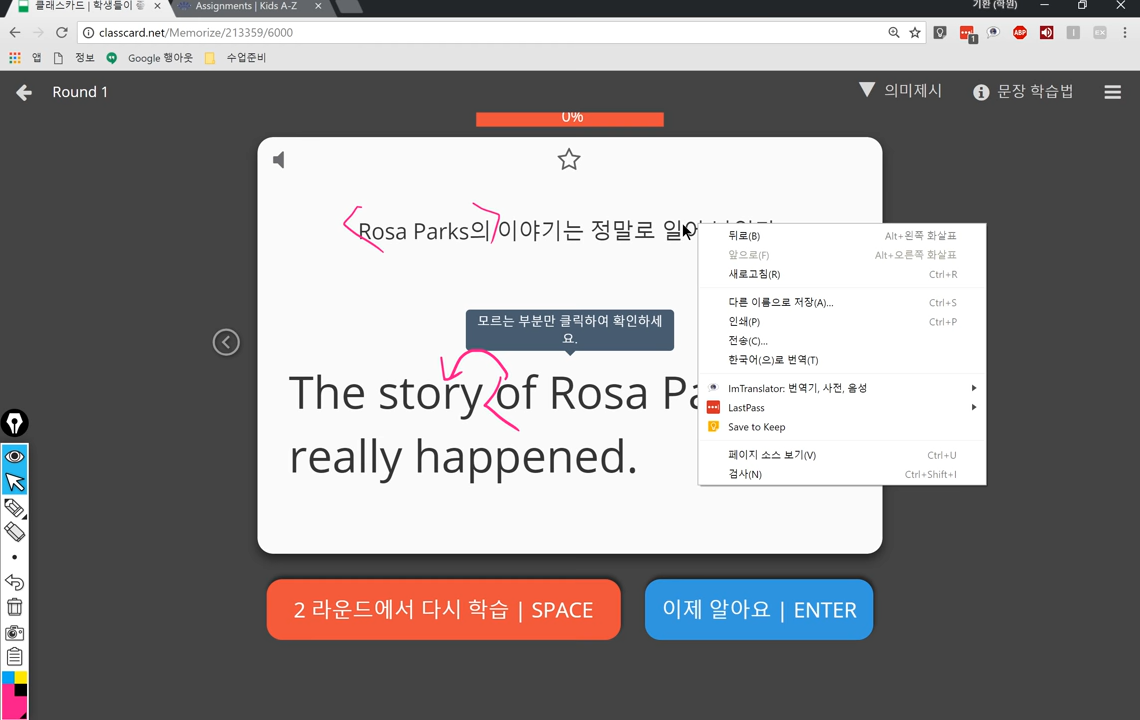 클래스카드 | 학생들이 좋
Assignments | Kids A-Z
기환 (학원)
classcard.net/Memorize/213359/6000
1
ABP
앱
정보
Google 행아웃
수업준비
Round 1
의미제시
문장 학습법
0%
Rosa Parks의 이야기는 정말로
모르는 부분만 클릭하여 확인하세
요.
The story of Rosa
really happened.
뒤로(B) Alt+왼쪽 화살표
앞으로(F) Alt+오른쪽 화살표
새로고침(R) Ctrl+R
다른 이름으로 저장(A)... Ctrl+S
인쇄(P) Ctrl+P
전송(C)...
한국어(으)로 번역(T)
ImTranslator: 번역기, 사전, 음성
LastPass
Save to Keep
페이지 소스 보기(V) Ctrl+U
검사(N) Ctrl+Shift+I
2 라운드에서 다시 학습 | SPACE
이제 알아요 | ENTER